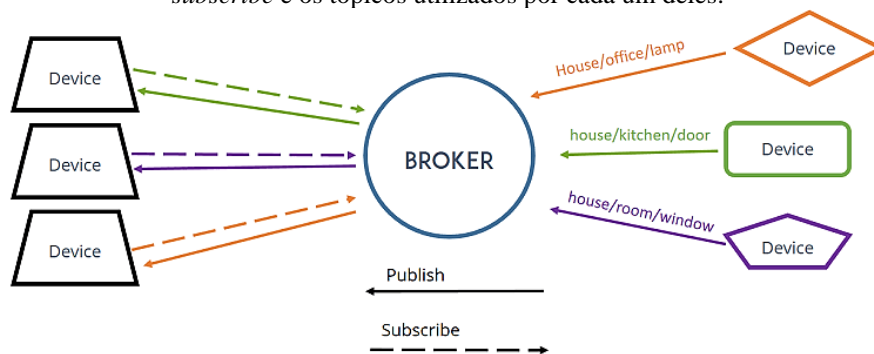 subscribe e os tópicos utilizados por cada um deles.
Device
Device
Device
BROKER
House/office/lamp
Device
house/kitchen/door
Device
house/room/window
Device
Publish
Subscribe